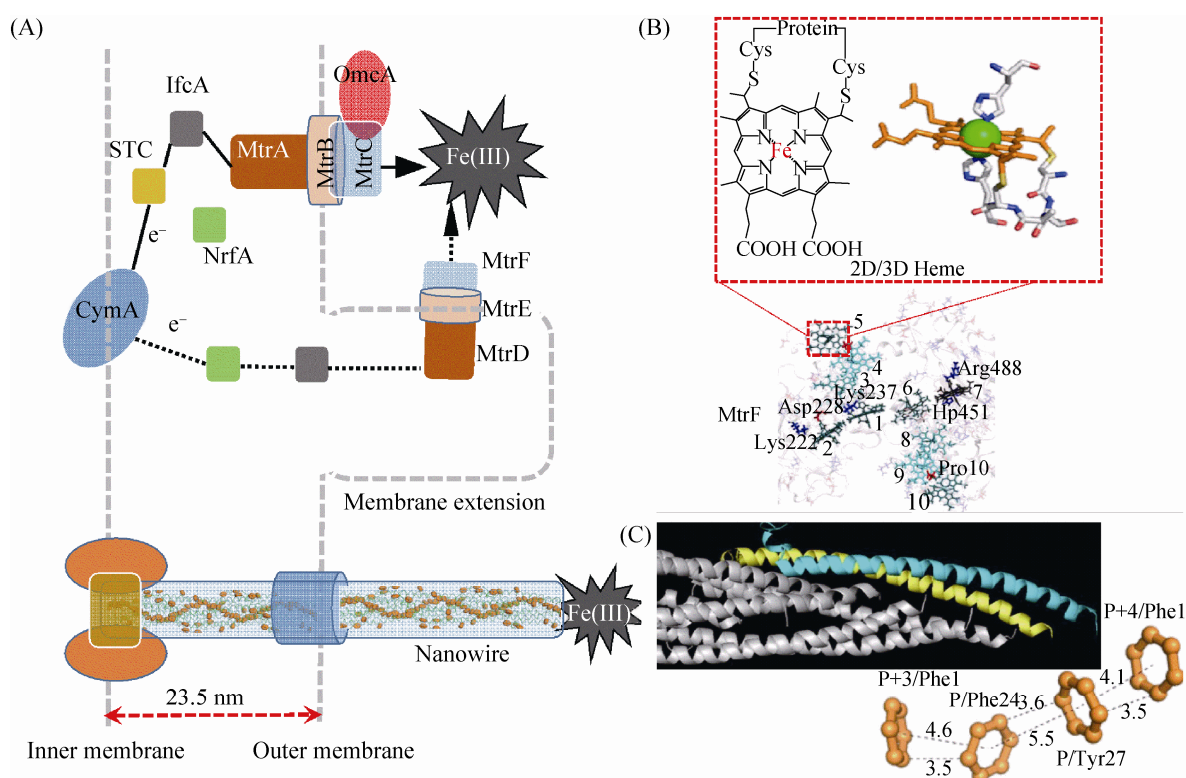 (A)
OmcA
IfcA
STC
MtrA
MtrB
MtrC
Fe(III)
e⁻
NrfA
CymA
MtrF
MtrE
MtrD
e⁻
Membrane extension
Fe(III)
Nanowire
23.5 nm
Inner membrane
Outer membrane
(B)
Protein
Cys
Cys
S
S
N
N
Fe
N
N
COOH COOH
2D/3D Heme
5
4
3
Lys237
Asp228
MtrF
Lys222
2
1
6
Arg488
7
Hp451
8
9
Pro10
10
(C)
P+4/Phe1
P+3/Phe1
4.1
P/Phe24
3.6
3.5
4.6
5.5
P/Tyr27
3.5